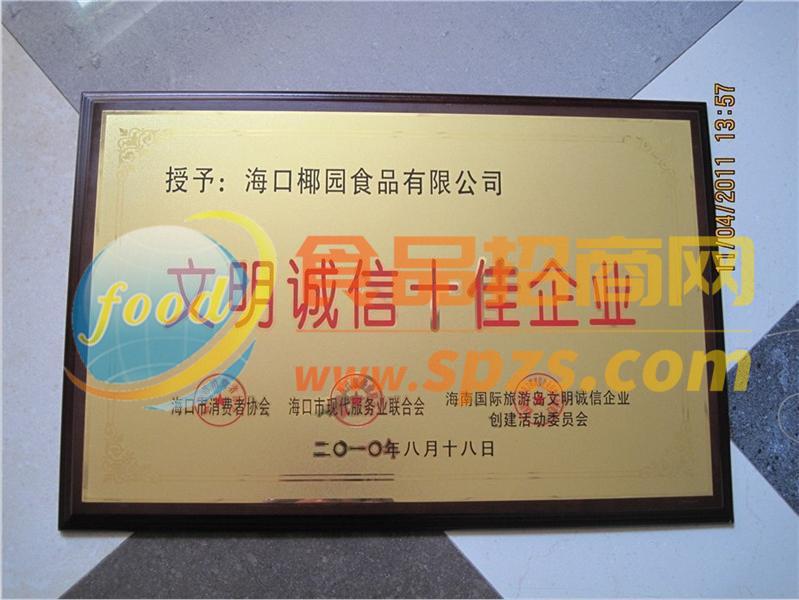 授予：海口椰园食品有限公司
文明诚信十佳企业
food
食品招商网
www.spzs.com
海口市消费者协会
海口市现代服务业联合会
海南国际旅游岛文明诚信企业
创建活动委员会
二〇一〇年八月十八日
11/04/2011 13:57